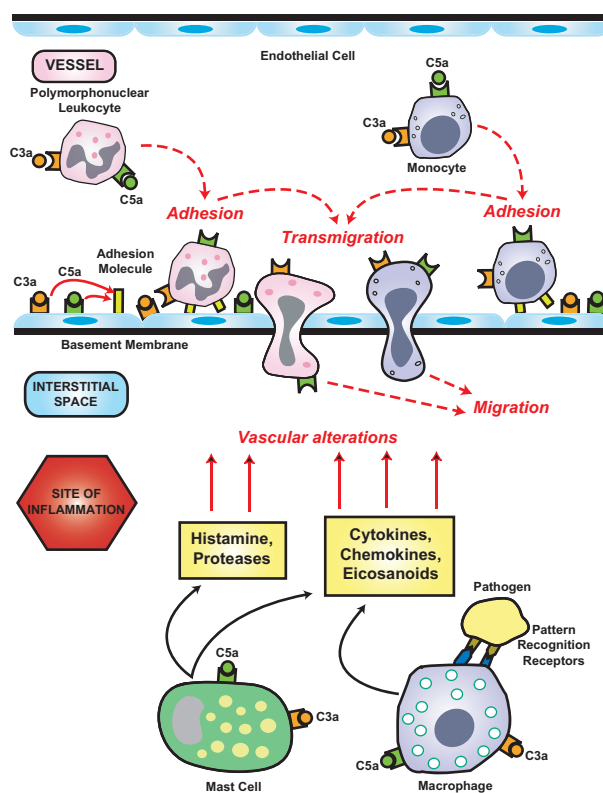 Endothelial Cell
VESSEL
Polymorphonuclear
Leukocyte
C3a
C5a
C5a
C3a
Monocyte
Adhesion
Transmigration
Adhesion
Adhesion
Molecule
C3a
C5a
Basement Membrane
INTERSTITIAL
SPACE
Migration
Vascular alterations
SITE OF
INFLAMMATION
Histamine,
Proteases
Cytokines,
Chemokines,
Eicosanoids
Pathogen
Pattern
Recognition
Receptors
C5a
C3a
Mast Cell
C5a
C3a
Macrophage